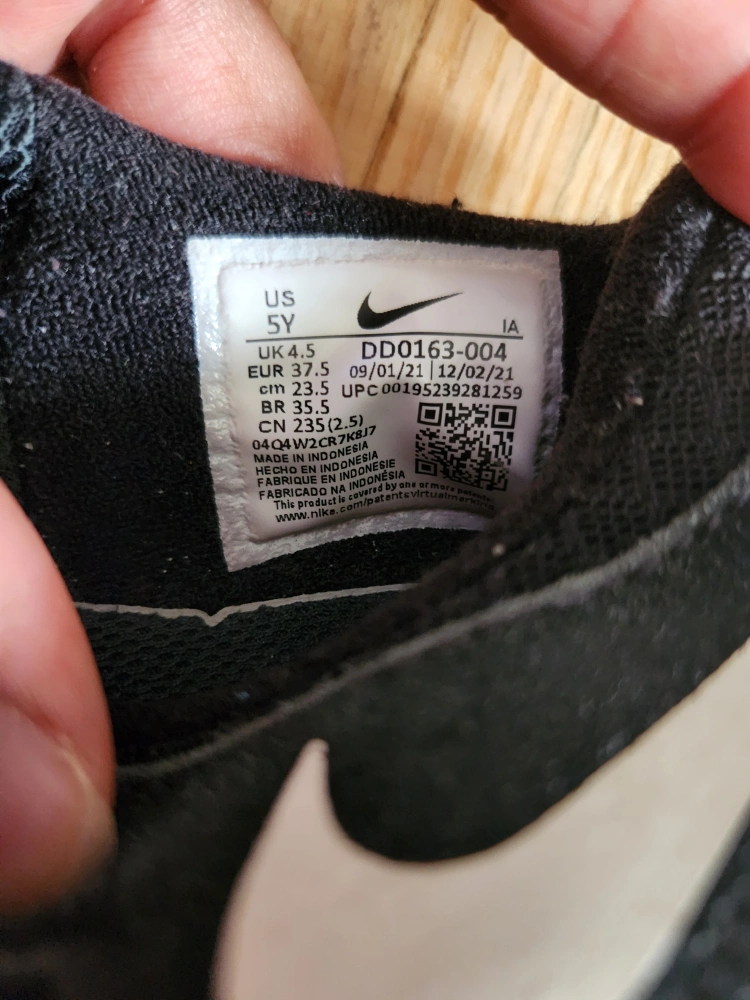 US
5Y
IA
UK 4.5
EUR 37.5
cm 23.5
BR 35.5
CN 235(2.5)
DD0163-004
09/01/21 | 12/02/21
UPC 00195239281259
04Q4W2CR7K8J7
MADE IN INDONESIA
HECHO EN INDONESIA
FABRIQUE EN INDONESIE
FABRICADO NA INDONÉSIA
This product is covered by one or more patents
www.nike.com/patentsvirtualmarking